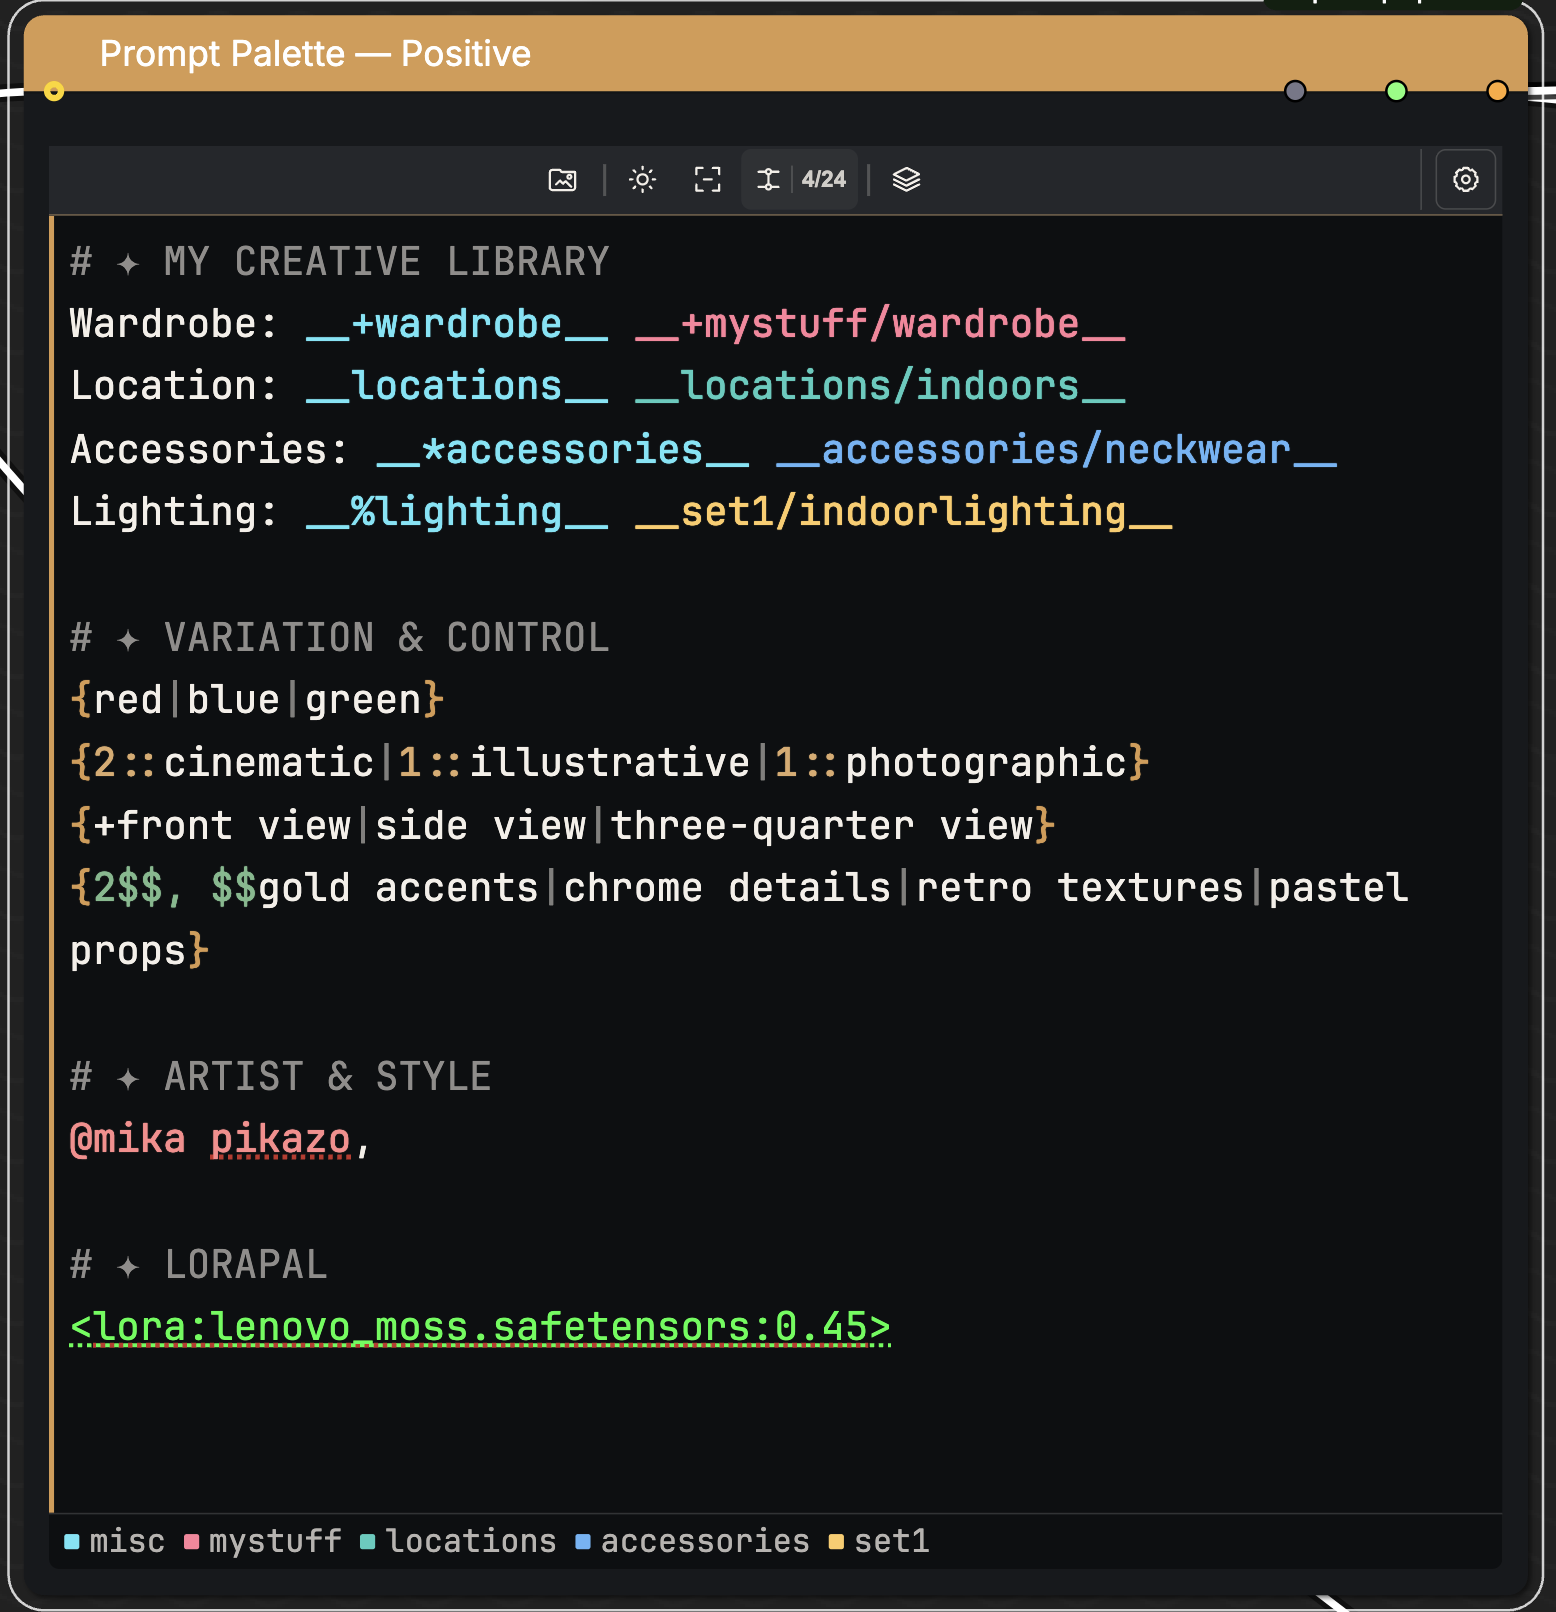 Prompt Palette — Positive
4/24
# ✦ MY CREATIVE LIBRARY
Wardrobe: __+wardrobe__ __+mystuff/wardrobe__
Location: __locations__ __locations/indoors__
Accessories: __*accessories__ __accessories/neckwear__
Lighting: __%lighting__ __set1/indoorlighting__
# ✦ VARIATION & CONTROL
{red|blue|green}
{2::cinematic|1::illustrative|1::photographic}
{+front view|side view|three-quarter view}
{2$$, $$gold accents|chrome details|retro textures|pastel
props}
# ✦ ARTIST & STYLE
@mika pikazo,
# ✦ LORAPAL
<lora:lenovo_moss.safetensors:0.45>
misc mystuff locations accessories set1